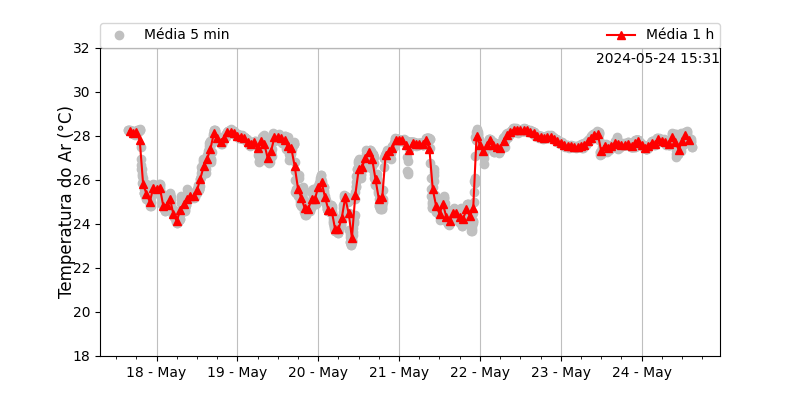 Média 5 min
Média 1 h
2024-05-24 15:31
Temperatura do Ar (°C)
32
30
28
26
24
22
20
18
18 - May
19 - May
20 - May
21 - May
22 - May
23 - May
24 - May